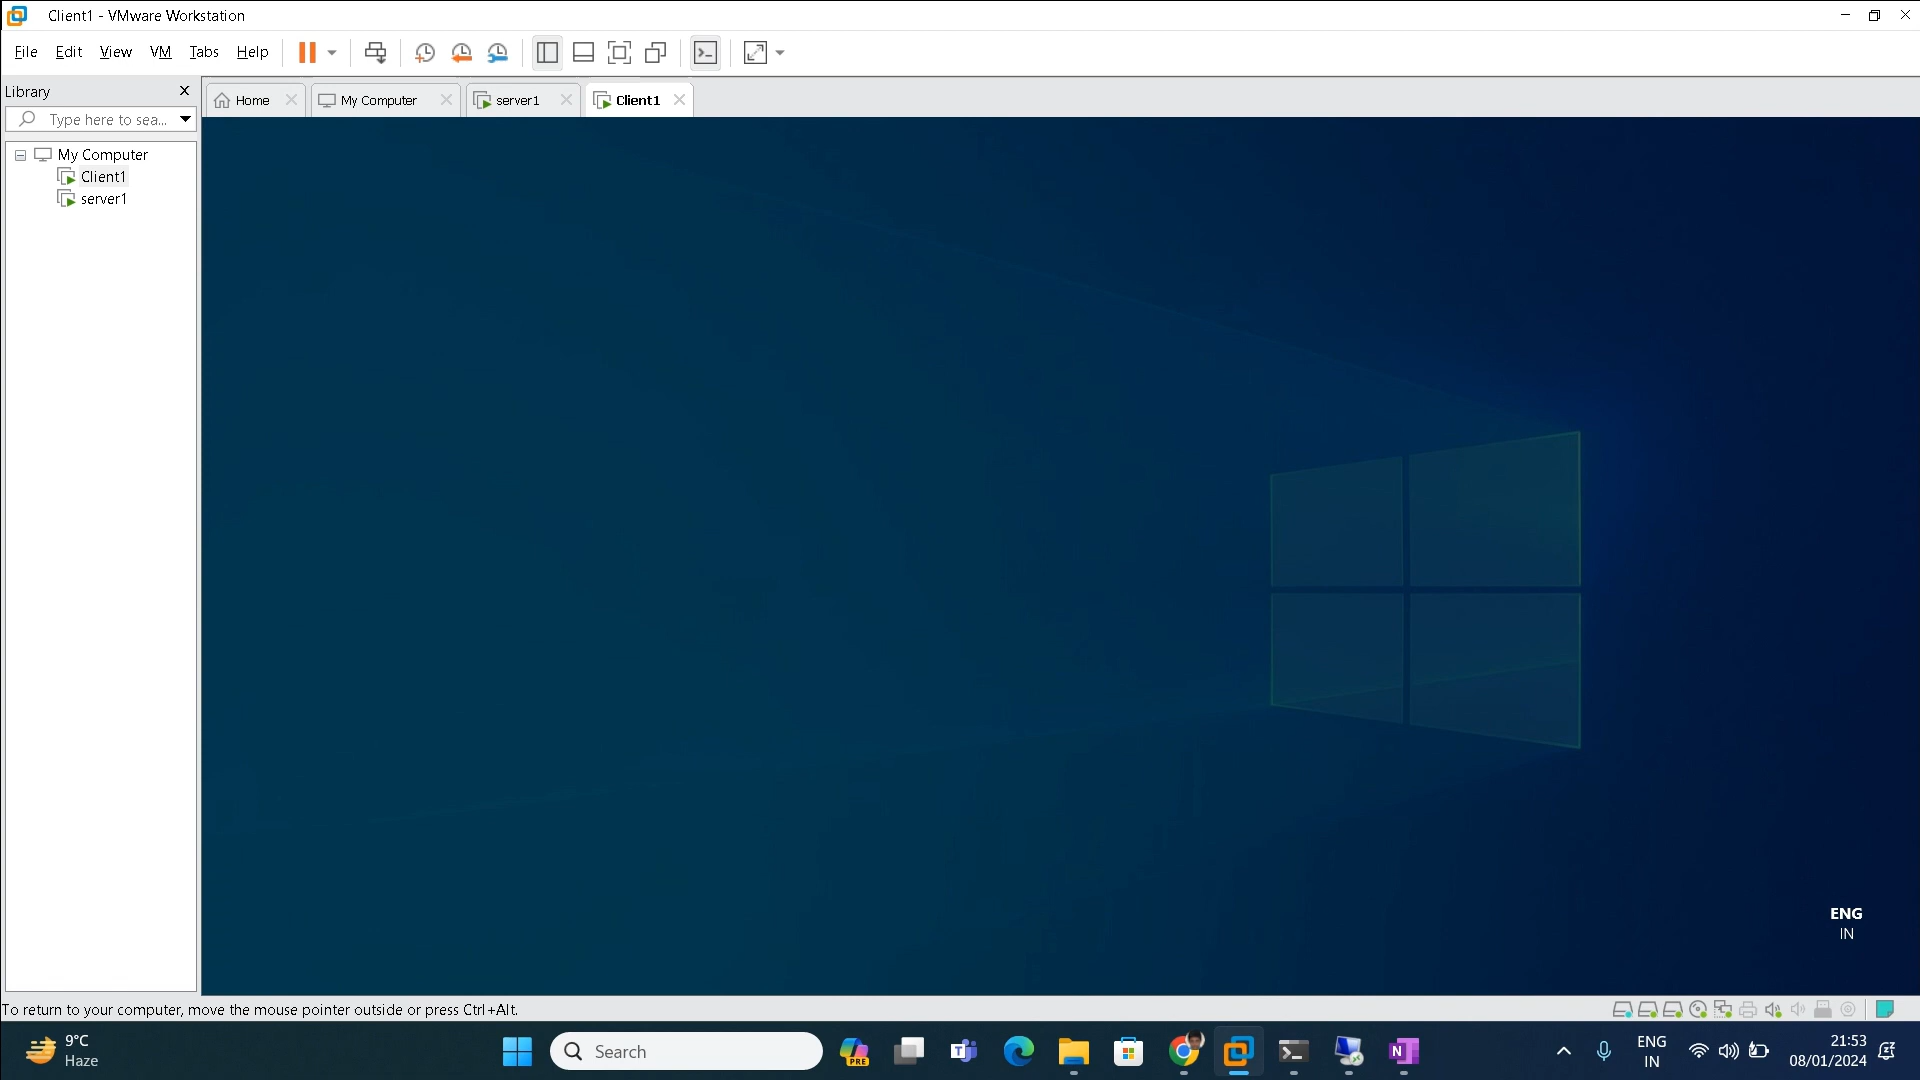 Client1 - VMware Workstation
File Edit View VM Tabs Help
Library
Home
My Computer
server1
Client1
Type here to sea...
My Computer
Client1
server1
ENG
IN
To return to your computer, move the mouse pointer outside or press Ctrl+Alt.
9°C
Haze
Search
PRE
ENG
IN
21:53
08/01/2024